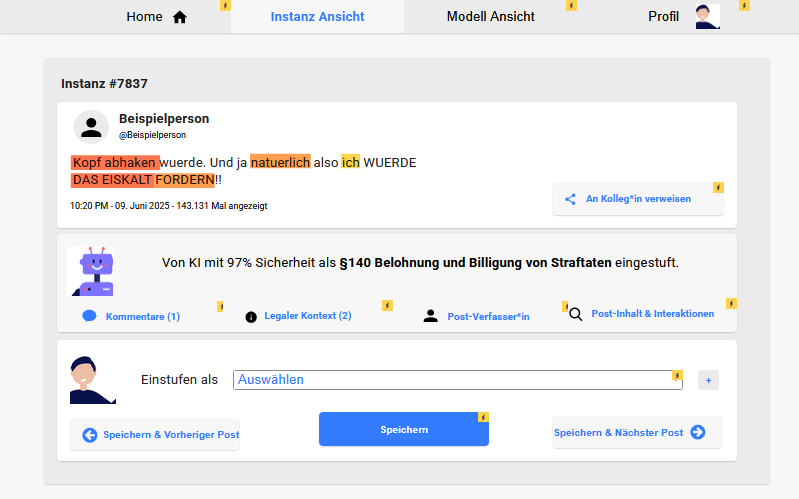 Home
Instanz Ansicht
Modell Ansicht
Profil
Instanz #7837
Beispielperson
@Beispielperson
Kopf abhaken wuerde. Und ja natuerlich also ich WUERDE
DAS EISKALT FORDERN!!
10:20 PM - 09. Juni 2025 - 143.131 Mal angezeigt
An Kolleg*in verweisen
Von KI mit 97% Sicherheit als §140 Belohnung und Billigung von Straftaten eingestuft.
Kommentare (1)
Legaler Kontext (2)
Post-Verfasser*in
Post-Inhalt & Interaktionen
Einstufen als
Auswählen
+
Speichern & Vorheriger Post
Speichern
Speichern & Nächster Post